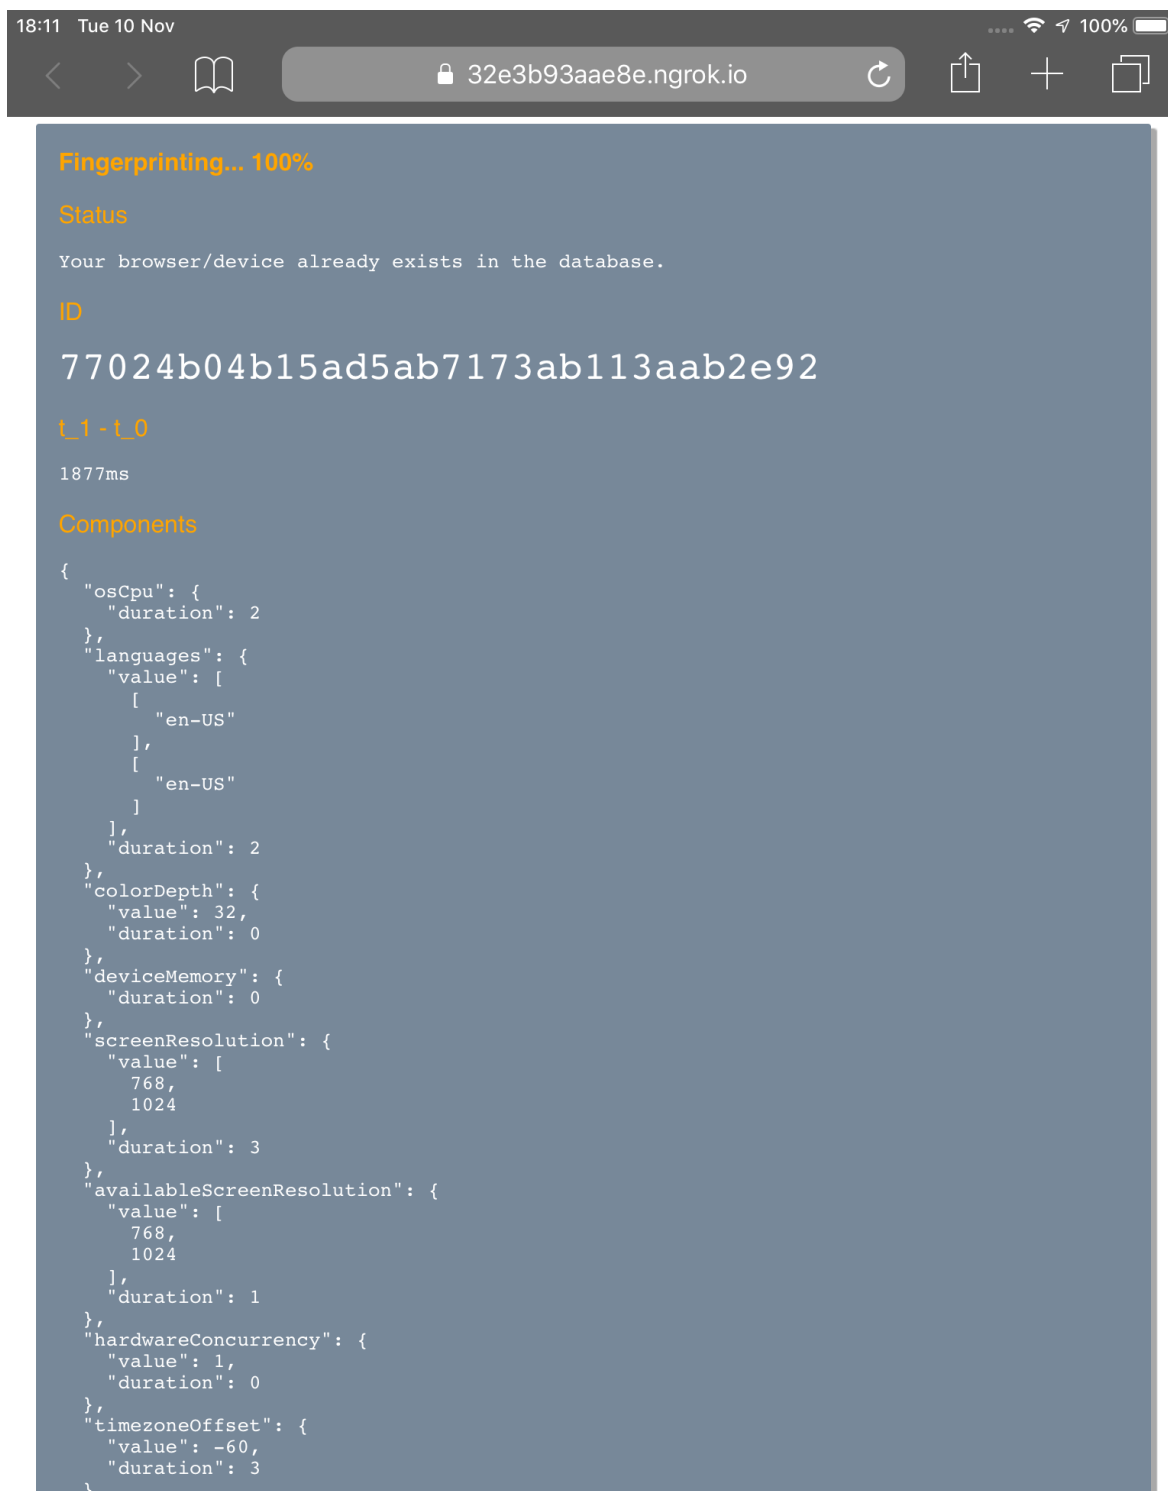 18:11 Tue 10 Nov 100%
32e3b93aae8e.ngrok.io
Fingerprinting... 100%
Status
Your browser/device already exists in the database.
ID
77024b04b15ad5ab7173ab113aab2e92
t_1 - t_0
1877ms
Components
{
  "osCpu": {
    "duration": 2
  },
  "languages": {
    "value": [
      [
        "en-US"
      ],
      [
        "en-US"
      ]
    ],
    "duration": 2
  },
  "colorDepth": {
    "value": 32,
    "duration": 0
  },
  "deviceMemory": {
    "duration": 0
  },
  "screenResolution": {
    "value": [
      768,
      1024
    ],
    "duration": 3
  },
  "availableScreenResolution": {
    "value": [
      768,
      1024
    ],
    "duration": 1
  },
  "hardwareConcurrency": {
    "value": 1,
    "duration": 0
  },
  "timezoneOffset": {
    "value": -60,
    "duration": 3
  }